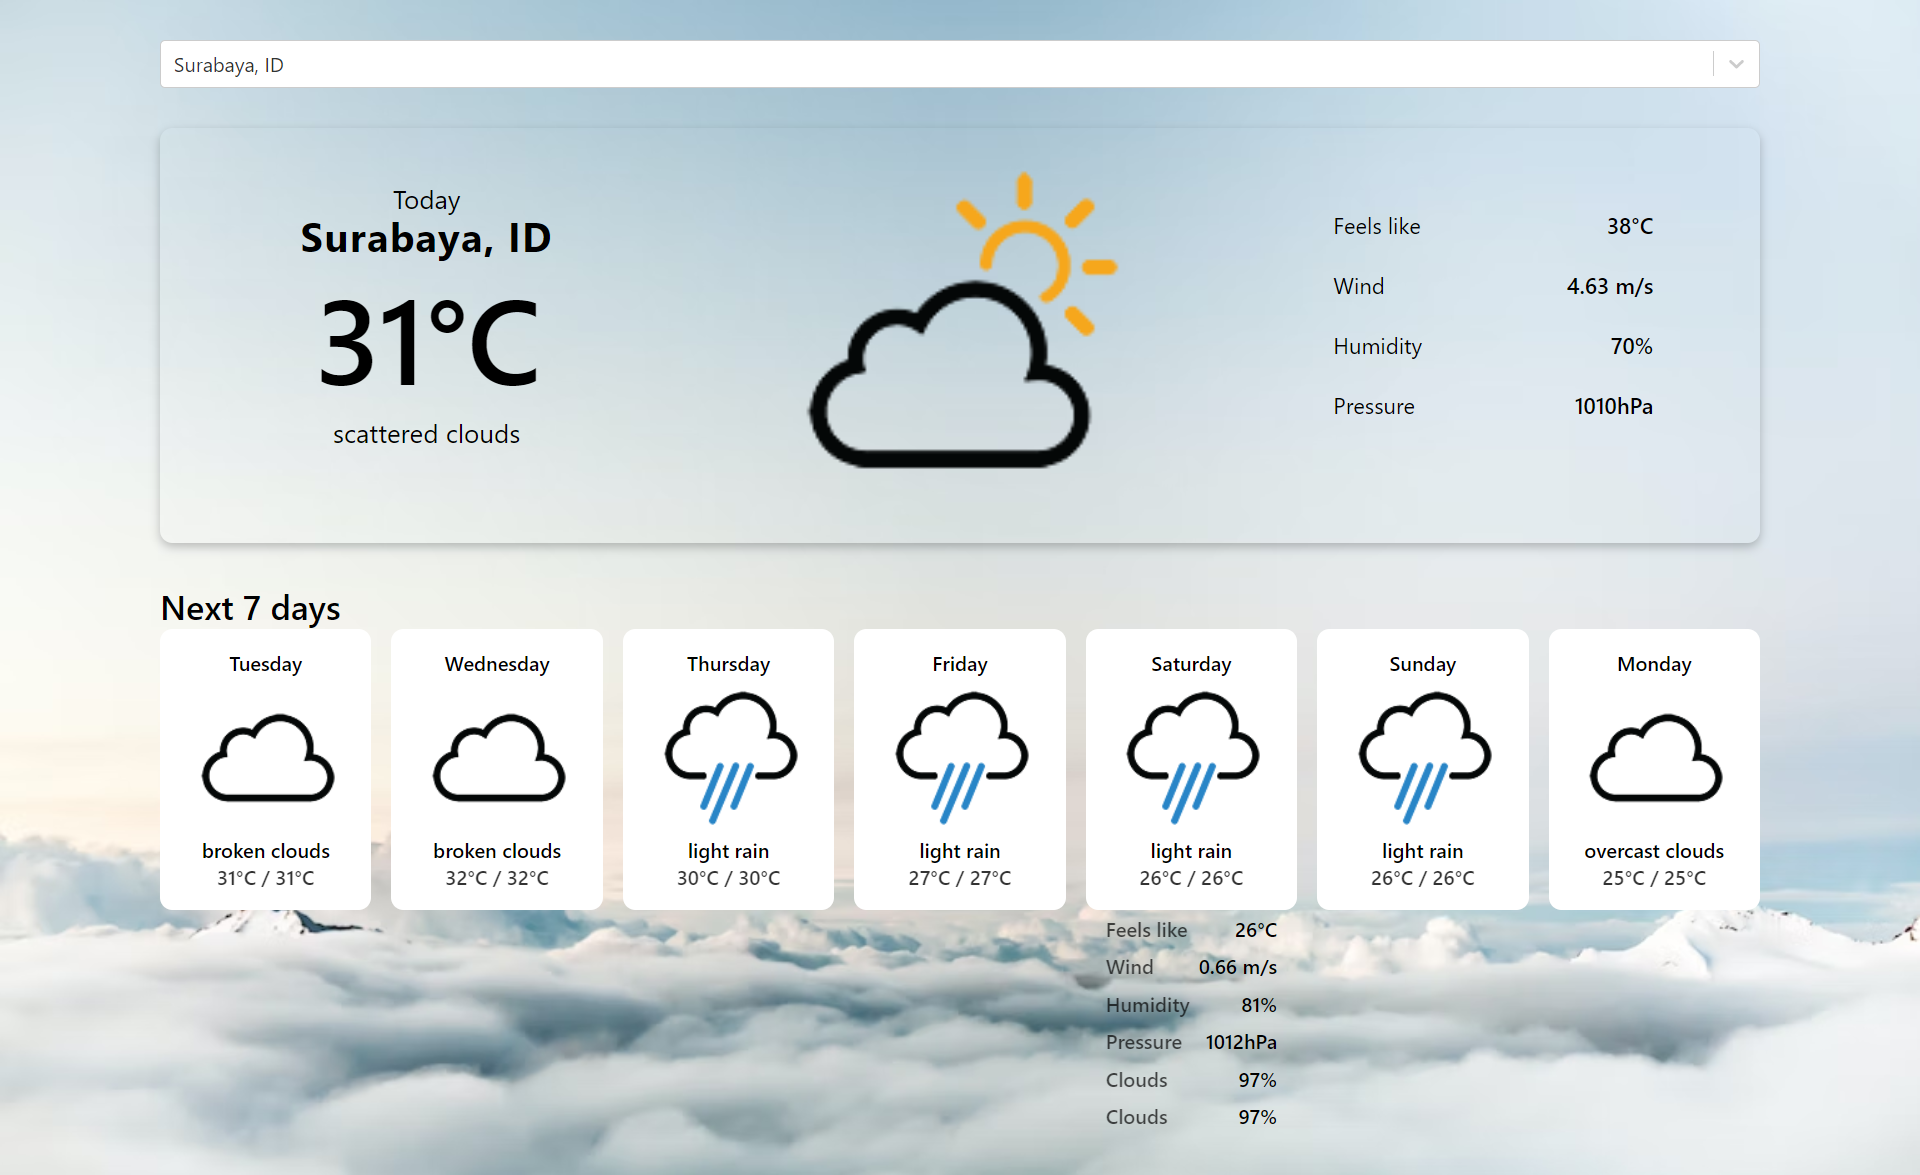 Surabaya, ID
Today
Surabaya, ID
31°C
scattered clouds
Feels like 38°C
Wind 4.63 m/s
Humidity 70%
Pressure 1010hPa
Next 7 days
Tuesday
broken clouds
31°C / 31°C
Wednesday
broken clouds
32°C / 32°C
Thursday
light rain
30°C / 30°C
Friday
light rain
27°C / 27°C
Saturday
light rain
26°C / 26°C
Feels like 26°C
Wind 0.66 m/s
Humidity 81%
Pressure 1012hPa
Clouds 97%
Clouds 97%
Sunday
light rain
26°C / 26°C
Monday
overcast clouds
25°C / 25°C